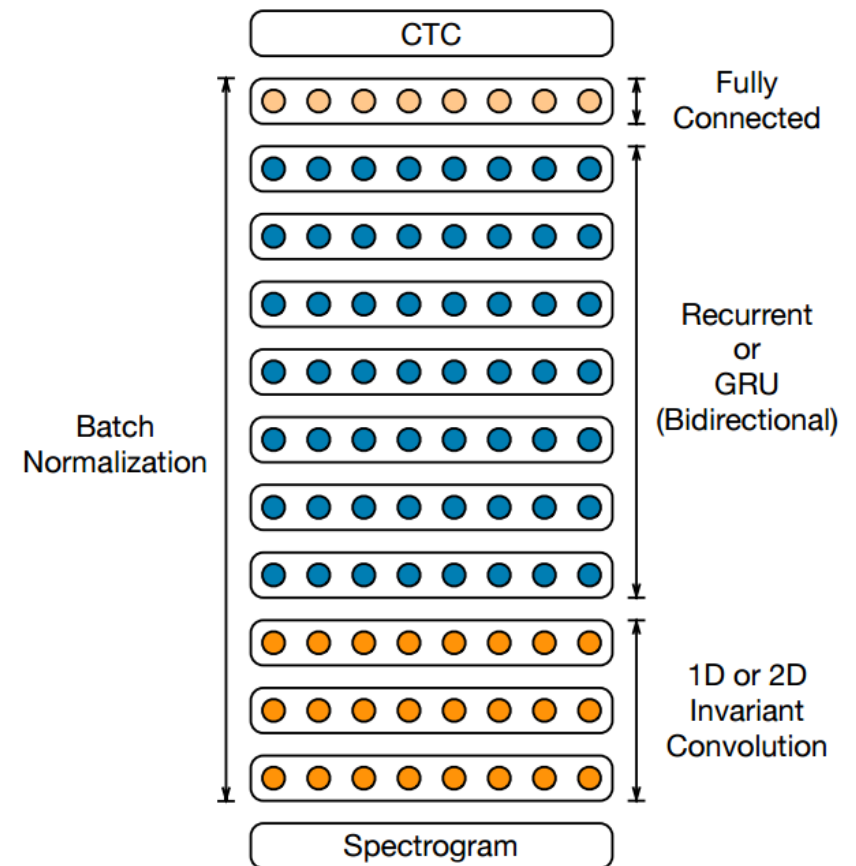 CTC
Fully
Connected
Recurrent
or
GRU
(Bidirectional)
Batch
Normalization
1D or 2D
Invariant
Convolution
Spectrogram